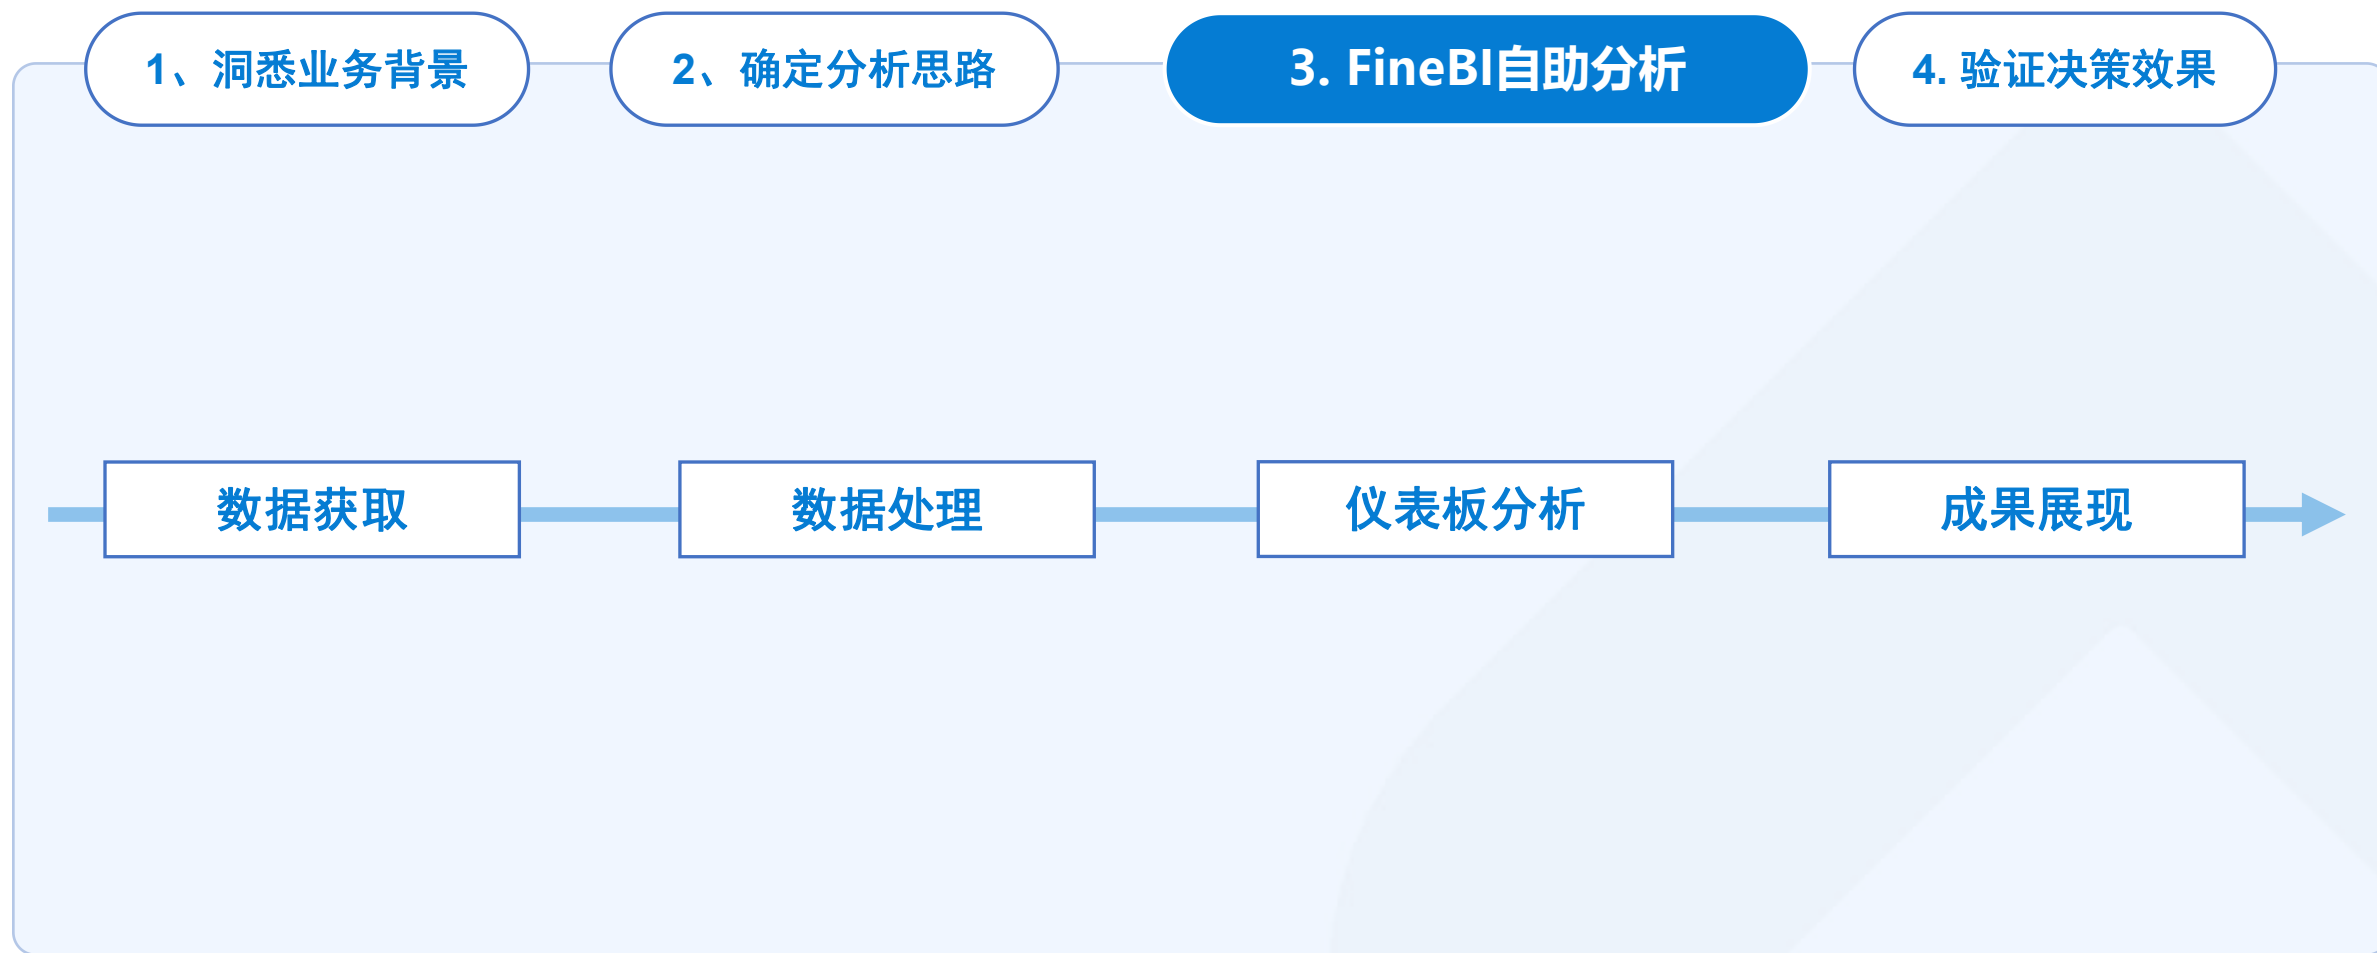 1、洞悉业务背景
2、确定分析思路
3. FineBI自助分析
4. 验证决策效果
数据获取
数据处理
仪表板分析
成果展现